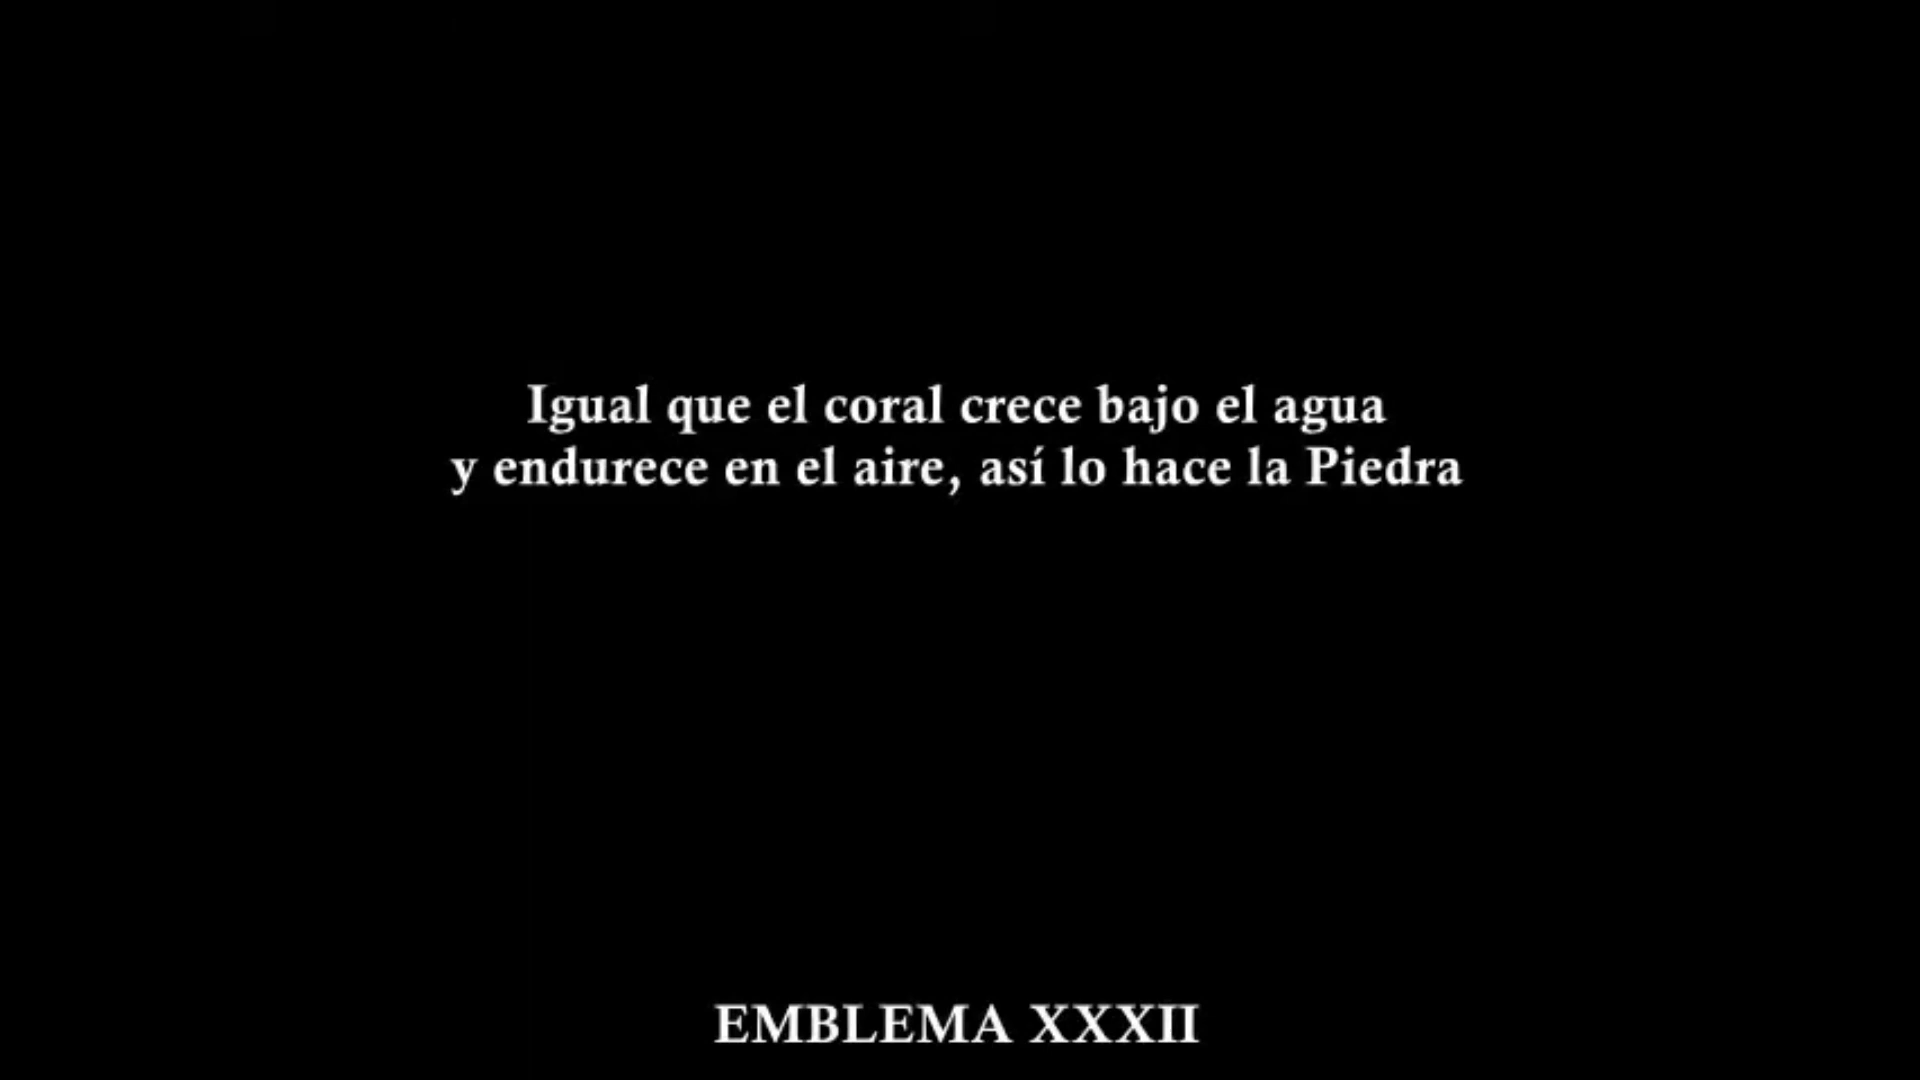 Igual que el coral crece bajo el agua
y endurece en el aire, así lo hace la Piedra
EMBLEMA XXXII